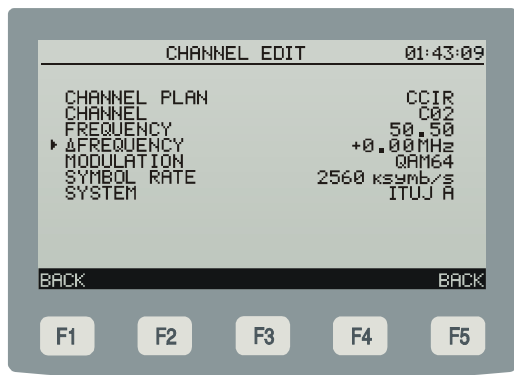 CHANNEL EDIT 01:43:09
CHANNEL PLAN CCIR
CHANNEL C02
FREQUENCY 50.50
ΔFREQUENCY +0.00MHz
MODULATION QAM64
SYMBOL RATE 2560 ksymb/s
SYSTEM ITUJ A
BACK BACK
F1 F2 F3 F4 F5